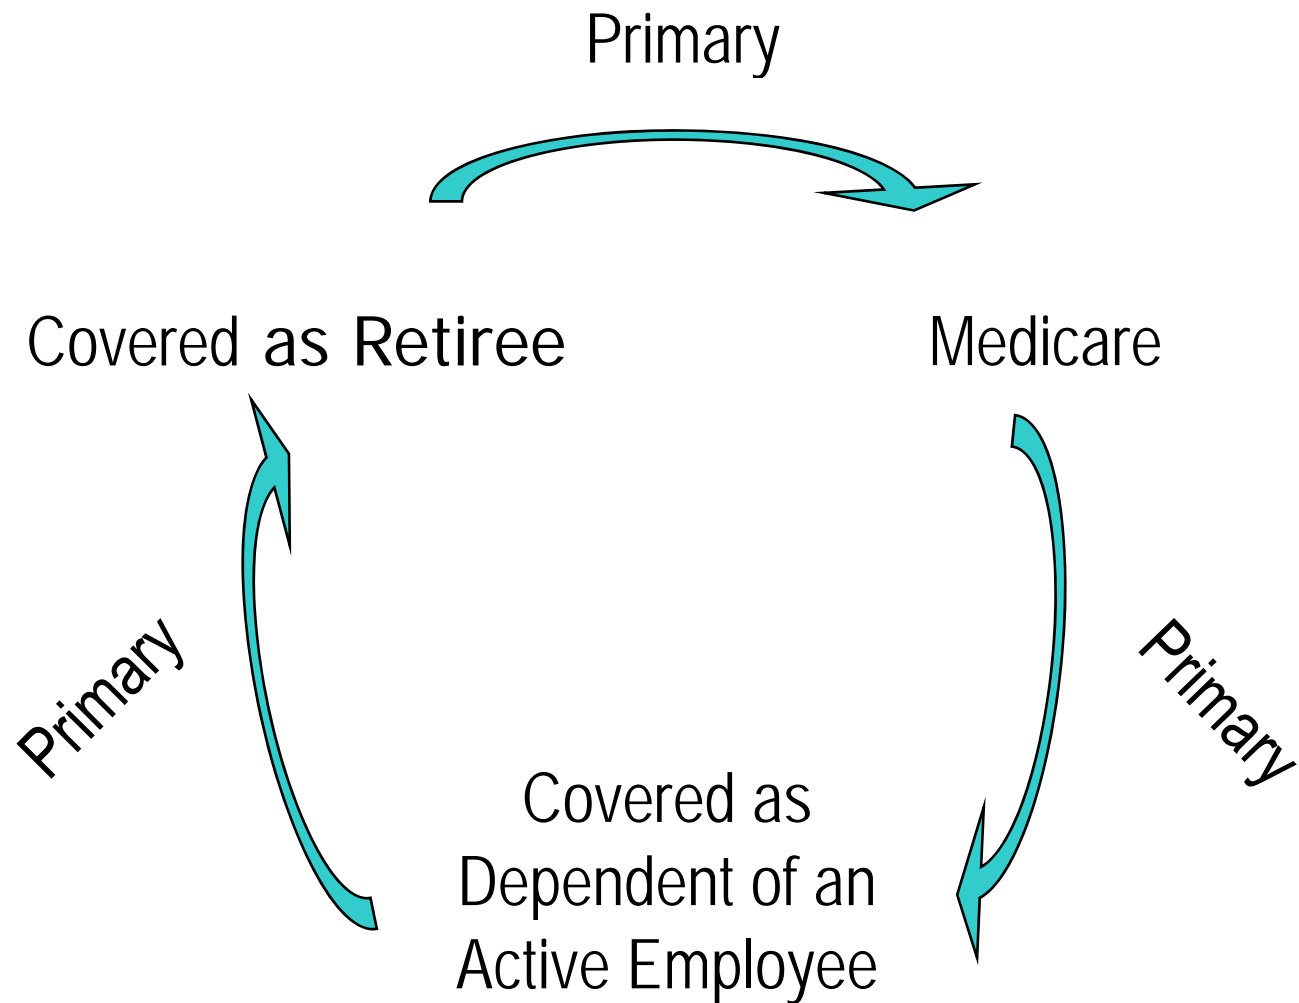 Primary
Covered as Retiree
Medicare
Primary
Primary
Covered as
Dependent of an
Active Employee